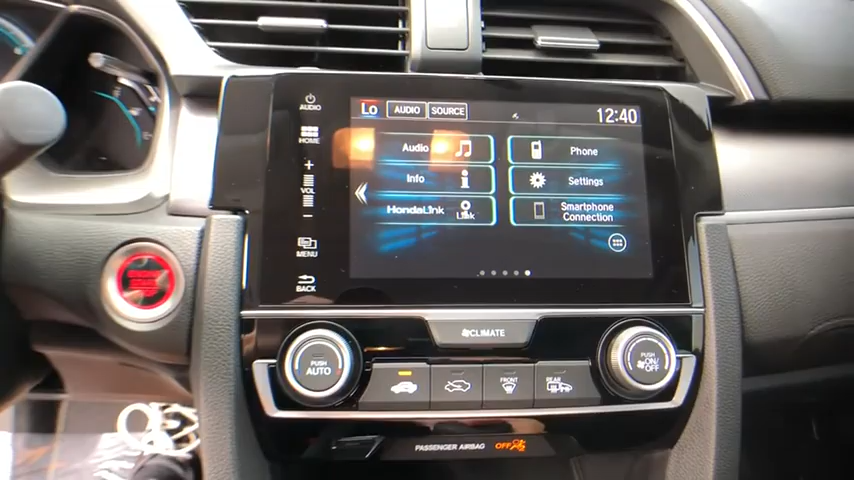 AUDIO
HOME
+
VOL
−
MENU
BACK
Lo AUDIO SOURCE 12:40
Audio Phone
Info Settings
HondaLink Link Smartphone
Connection
CLIMATE
PUSH
AUTO
FRONT
REAR
PUSH
ON/
OFF
PASSENGER AIRBAG OFF